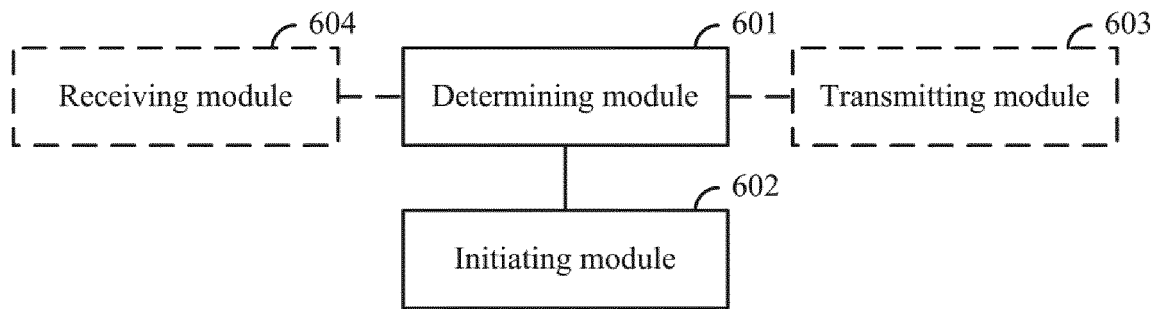 604
601
603
Receiving module
Determining module
Transmitting module
602
Initiating module